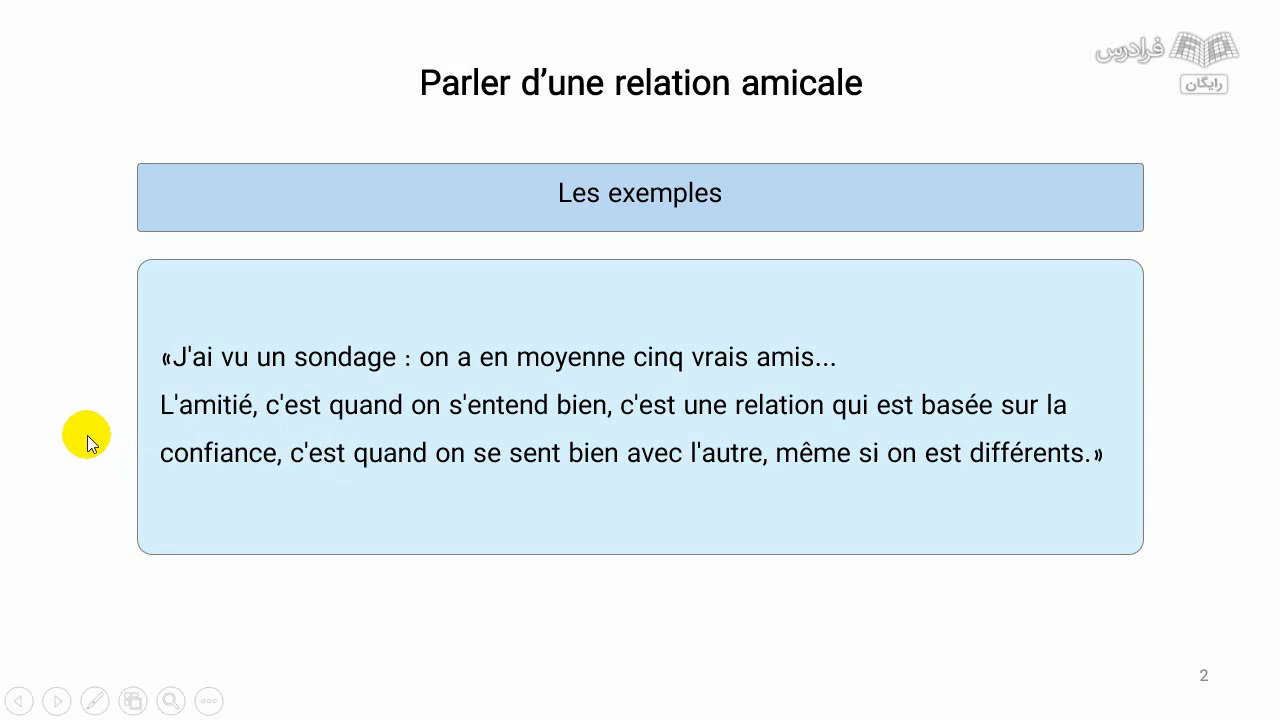 فرادرس
رایگان
Parler d’une relation amicale
Les exemples
«J'ai vu un sondage : on a en moyenne cinq vrais amis...
L'amitié, c'est quand on s'entend bien, c'est une relation qui est basée sur la
confiance, c'est quand on se sent bien avec l'autre, même si on est différents.»
2